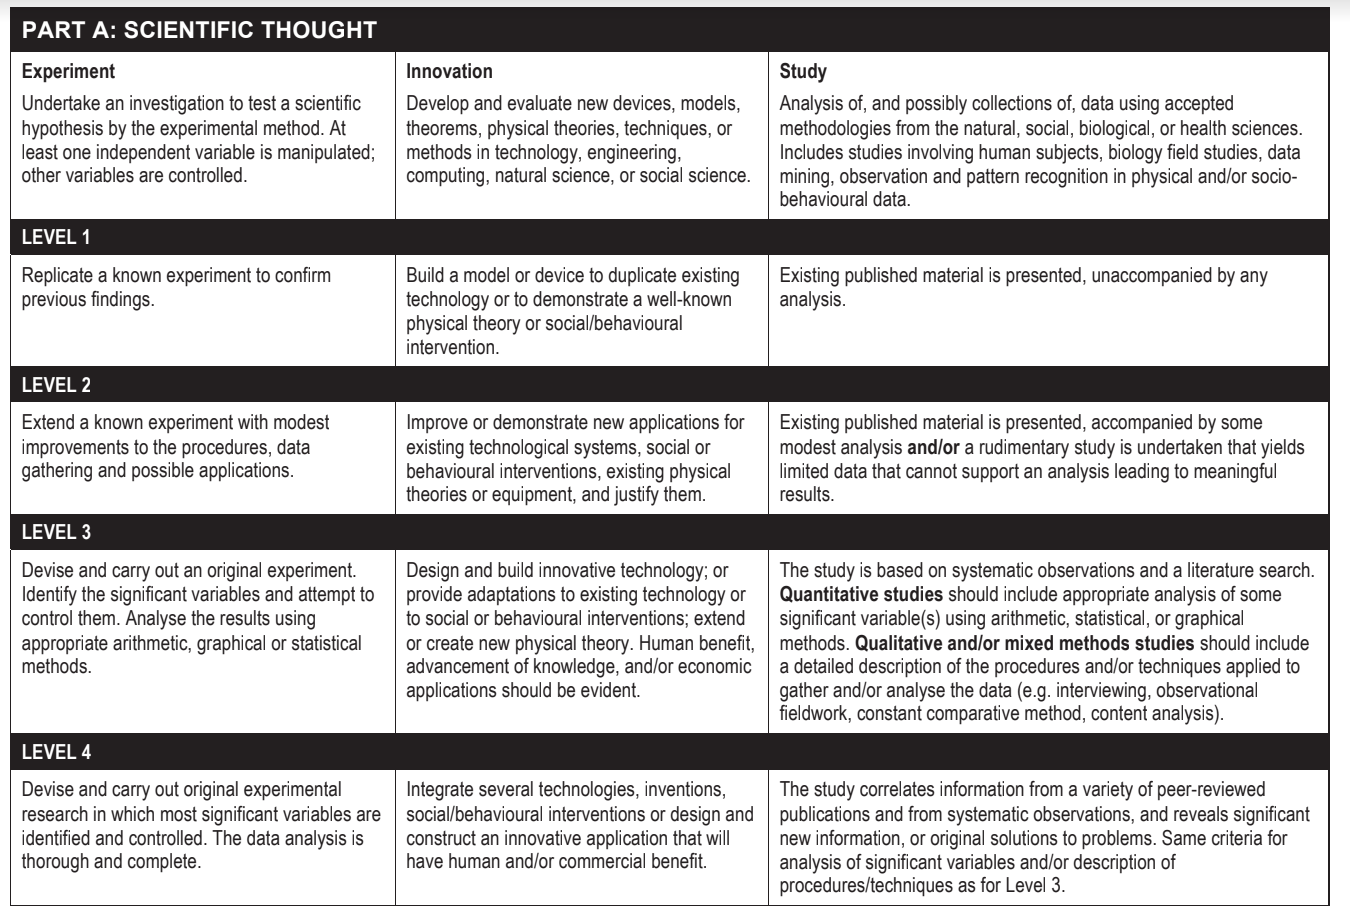 PART A: SCIENTIFIC THOUGHT
Experiment
Undertake an investigation to test a scientific
hypothesis by the experimental method. At
least one independent variable is manipulated;
other variables are controlled.
Innovation
Develop and evaluate new devices, models,
theorems, physical theories, techniques, or
methods in technology, engineering,
computing, natural science, or social science.
Study
Analysis of, and possibly collections of, data using accepted
methodologies from the natural, social, biological, or health sciences.
Includes studies involving human subjects, biology field studies, data
mining, observation and pattern recognition in physical and/or socio-
behavioural data.
LEVEL 1
Replicate a known experiment to confirm
previous findings.
Build a model or device to duplicate existing
technology or to demonstrate a well-known
physical theory or social/behavioural
intervention.
Existing published material is presented, unaccompanied by any
analysis.
LEVEL 2
Extend a known experiment with modest
improvements to the procedures, data
gathering and possible applications.
Improve or demonstrate new applications for
existing technological systems, social or
behavioural interventions, existing physical
theories or equipment, and justify them.
Existing published material is presented, accompanied by some
modest analysis and/or a rudimentary study is undertaken that yields
limited data that cannot support an analysis leading to meaningful
results.
LEVEL 3
Devise and carry out an original experiment.
Identify the significant variables and attempt to
control them. Analyse the results using
appropriate arithmetic, graphical or statistical
methods.
Design and build innovative technology; or
provide adaptations to existing technology or
to social or behavioural interventions; extend
or create new physical theory. Human benefit,
advancement of knowledge, and/or economic
applications should be evident.
The study is based on systematic observations and a literature search.
Quantitative studies should include appropriate analysis of some
significant variable(s) using arithmetic, statistical, or graphical
methods. Qualitative and/or mixed methods studies should include
a detailed description of the procedures and/or techniques applied to
gather and/or analyse the data (e.g. interviewing, observational
fieldwork, constant comparative method, content analysis).
LEVEL 4
Devise and carry out original experimental
research in which most significant variables are
identified and controlled. The data analysis is
thorough and complete.
Integrate several technologies, inventions,
social/behavioural interventions or design and
construct an innovative application that will
have human and/or commercial benefit.
The study correlates information from a variety of peer-reviewed
publications and from systematic observations, and reveals significant
new information, or original solutions to problems. Same criteria for
analysis of significant variables and/or description of
procedures/techniques as for Level 3.